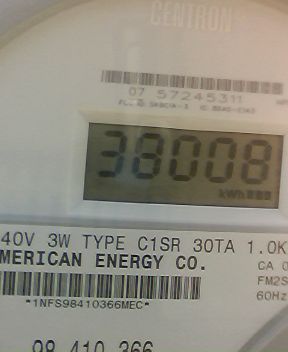 CENTRON
07 57245311
38008
kWh
40V 3W TYPE C1SR 30TA 1.0K
MERICAN ENERGY CO.
CA 0
FM2S
60Hz
*1NFS98410366MEC*
98 410 366